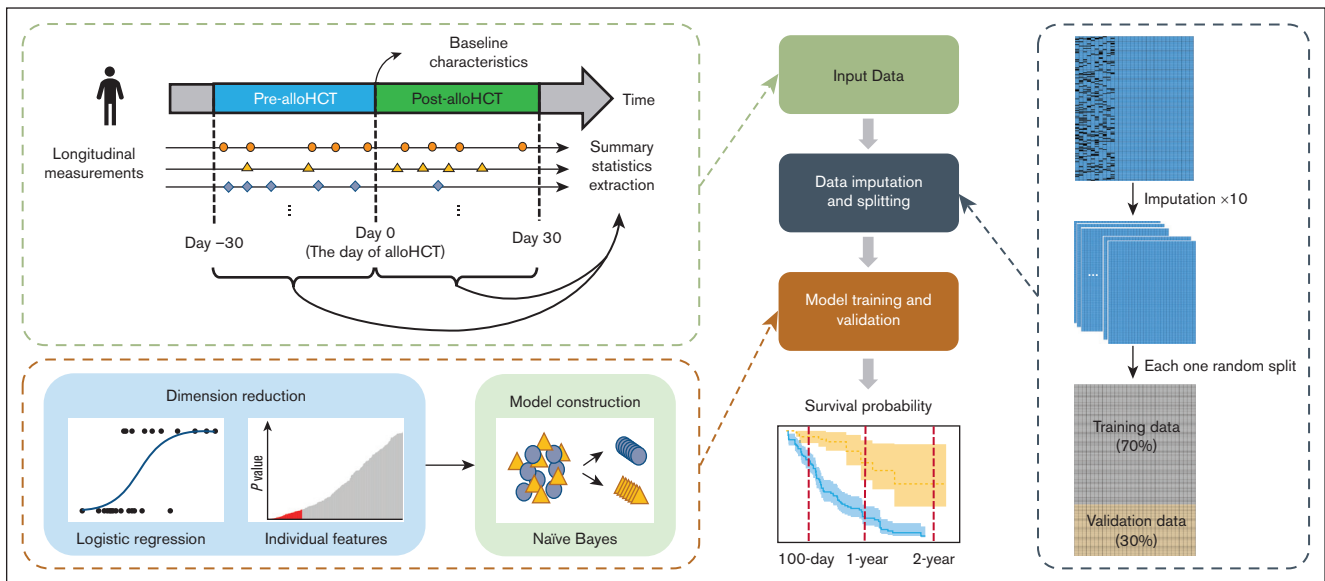 Baseline
characteristics
Pre-alloHCT
Post-alloHCT
Time
Longitudinal
measurements
Summary
statistics
extraction
Day –30
Day 0
(The day of alloHCT)
Day 30
Input Data
Data imputation
and splitting
Model training and
validation
Survival probability
100-day
1-year
2-year
Dimension reduction
P value
Logistic regression
Individual features
Model construction
Naïve Bayes
Imputation ×10
...
Each one random split
Training data
(70%)
Validation data
(30%)